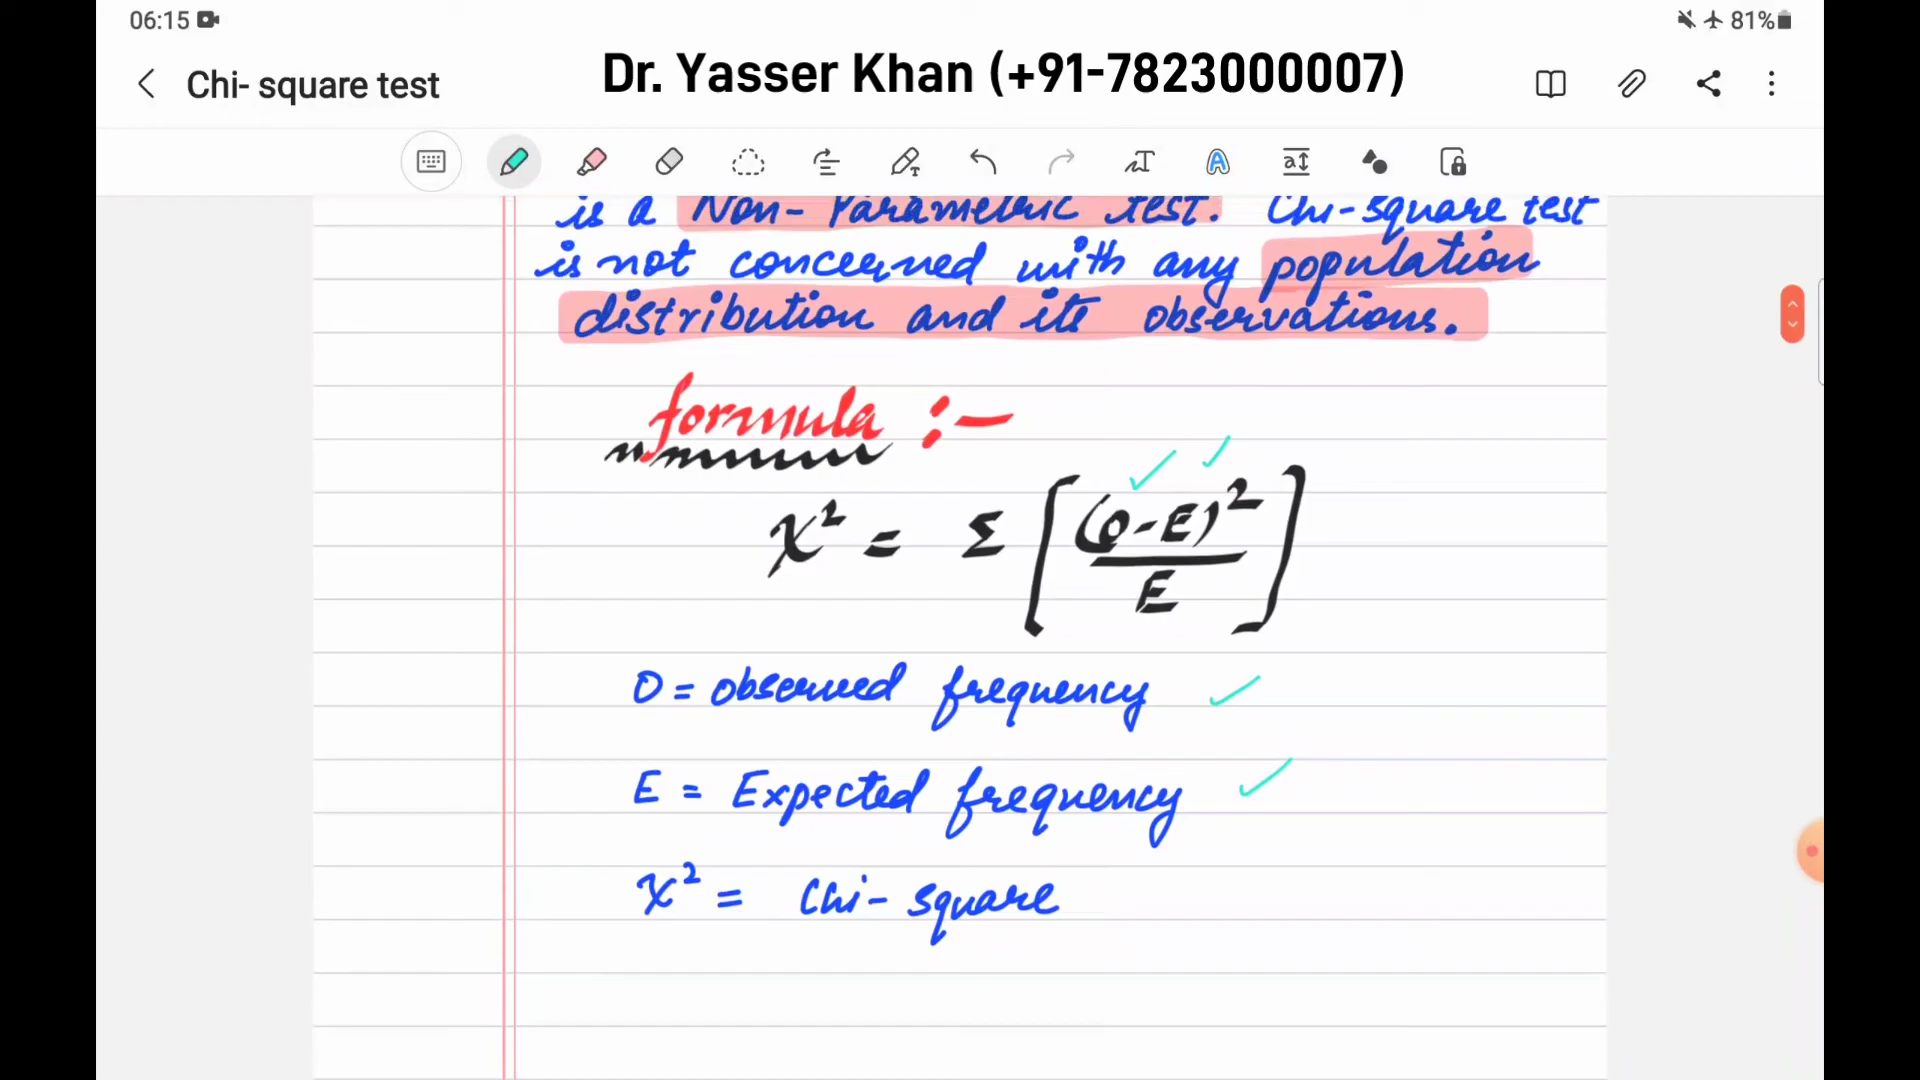 06:15
81%
Chi- square test
Dr. Yasser Khan (+91-7823000007)
is a Non-Parametric test. Chi-square test
is not concerned with any population
distribution and its observations.
formula :-
χ² = Σ [(O-E)²/E]
O = observed frequency
E = Expected frequency
χ² = Chi-square